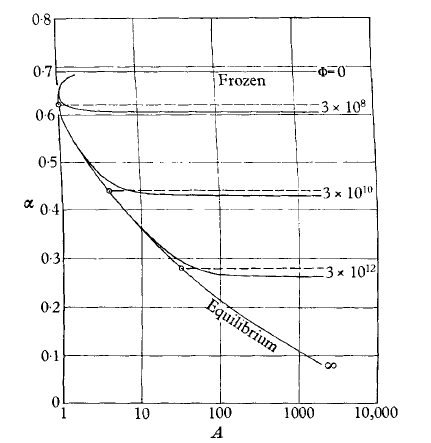 0·8
0·7
Φ=0
Frozen
0·6
3 × 10⁸
0·5
α
0·4
3 × 10¹⁰
0·3
3 × 10¹²
0·2
Equilibrium
0·1
∞
0
1
10
100
1000
10,000
A